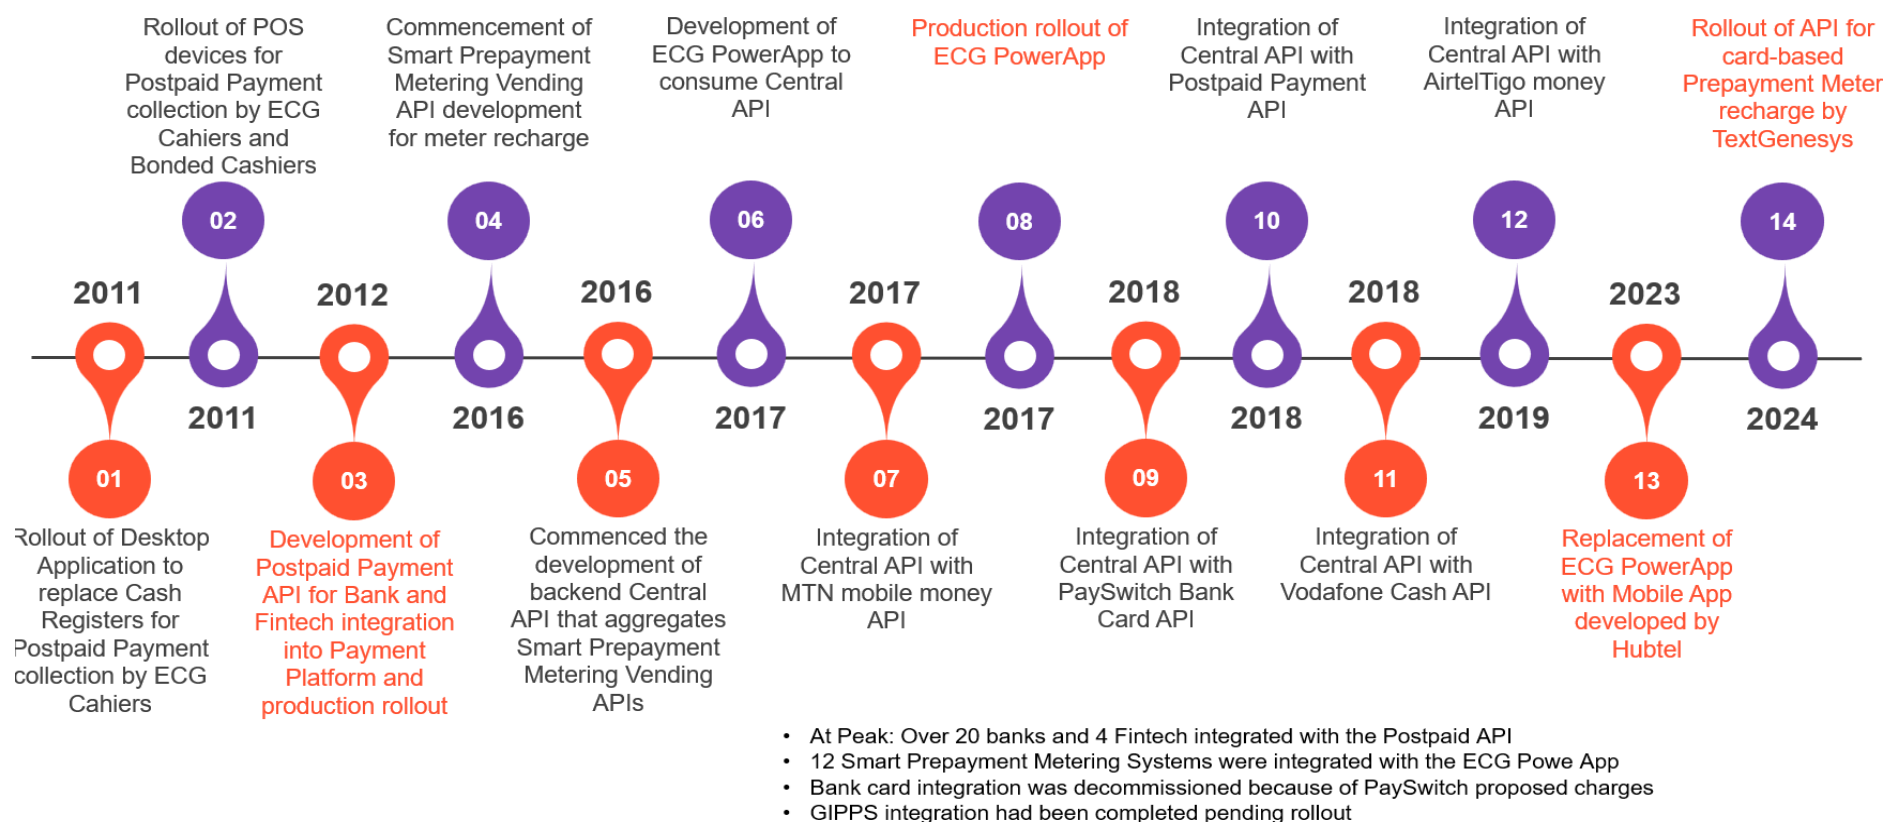 Rollout of POS
devices for
Postpaid Payment
collection by ECG
Cahiers and
Bonded Cashiers
Commencement of
Smart Prepayment
Metering Vending
API development
for meter recharge
Development of
ECG PowerApp to
consume Central
API
Production rollout of
ECG PowerApp
Integration of
Central API with
Postpaid Payment
API
Integration of
Central API with
AirtelTigo money
API
Rollout of API for
card-based
Prepayment Meter
recharge by
TextGenesys
02
04
06
08
10
12
14
2011
2012
2016
2017
2018
2018
2023
2011
2016
2017
2017
2018
2019
2024
01
03
05
07
09
11
13
Rollout of Desktop
Application to
replace Cash
Registers for
Postpaid Payment
collection by ECG
Cahiers
Development of
Postpaid Payment
API for Bank and
Fintech integration
into Payment
Platform and
production rollout
Commenced the
development of
backend Central
API that aggregates
Smart Prepayment
Metering Vending
APIs
Integration of
Central API with
MTN mobile money
API
Integration of
Central API with
PaySwitch Bank
Card API
Integration of
Central API with
Vodafone Cash API
Replacement of
ECG PowerApp
with Mobile App
developed by
Hubtel
• At Peak: Over 20 banks and 4 Fintech integrated with the Postpaid API
• 12 Smart Prepayment Metering Systems were integrated with the ECG Powe App
• Bank card integration was decommissioned because of PaySwitch proposed charges
• GIPPS integration had been completed pending rollout